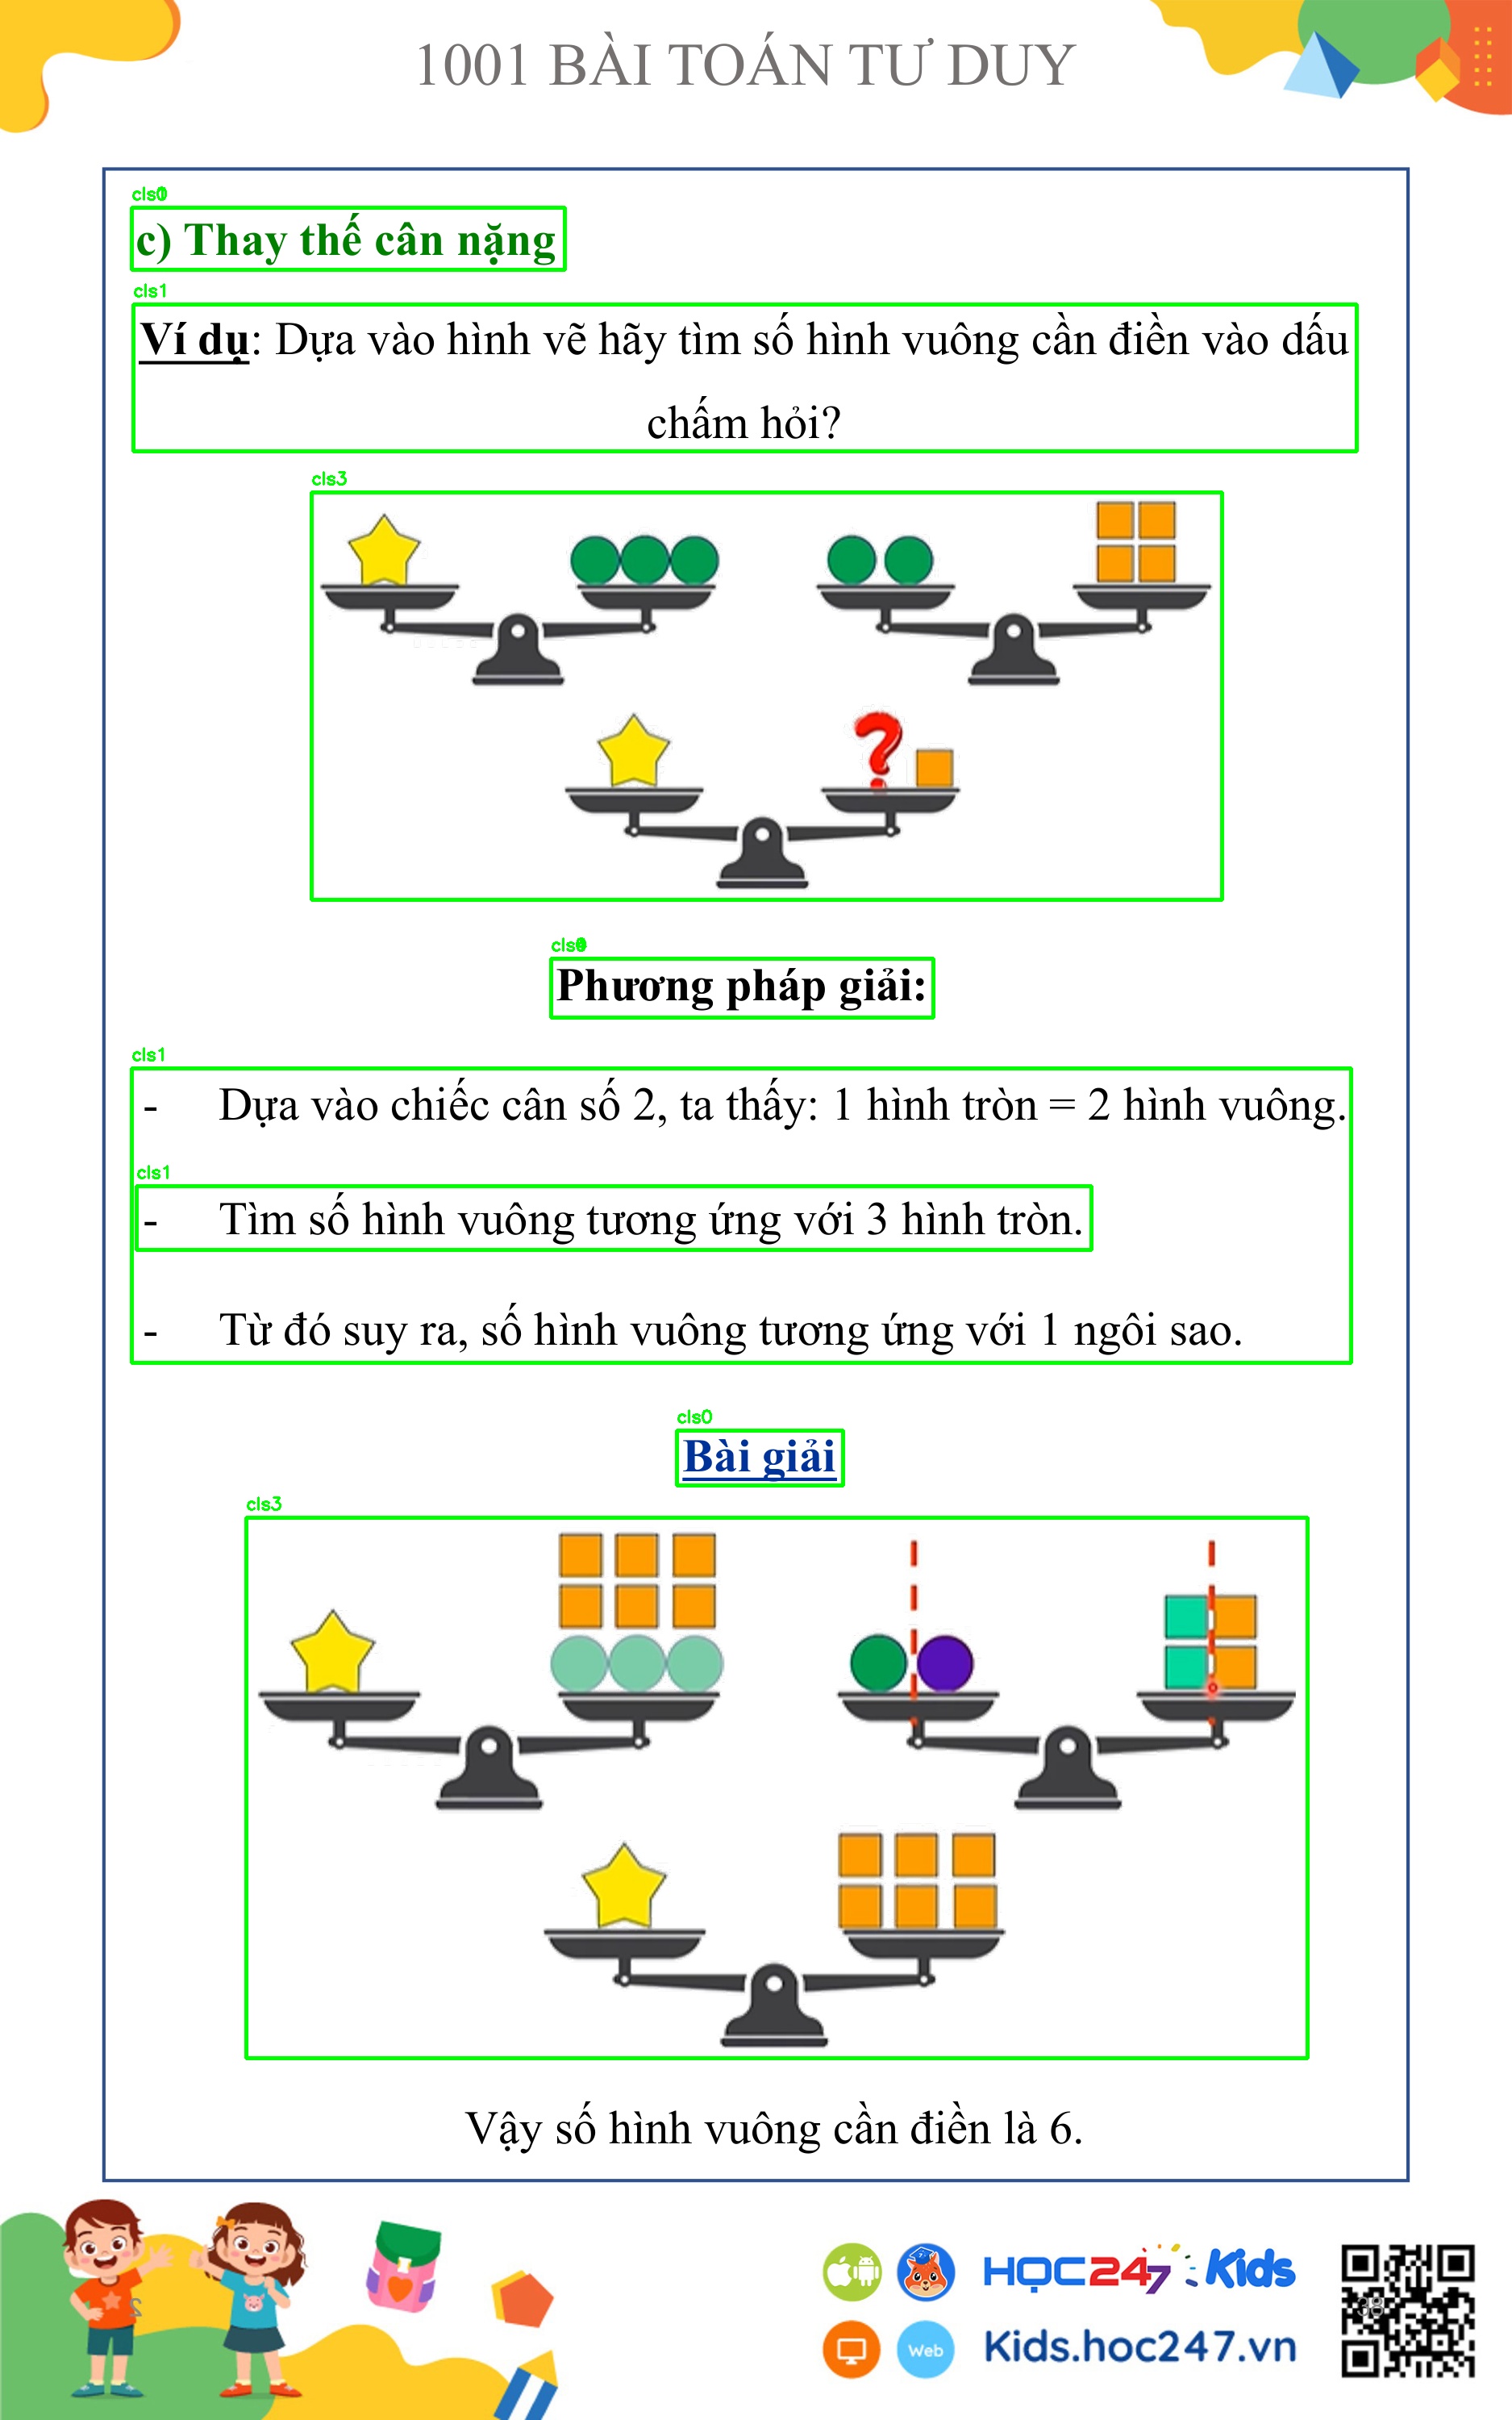 1001 BÀI TOÁN TƯ DUY
cls0
c) Thay thế cân nặng
cls1
Ví dụ: Dựa vào hình vẽ hãy tìm số hình vuông cần điền vào dấu
chấm hỏi?
cls3
?
Phương pháp giải:
cls1
- Dựa vào chiếc cân số 2, ta thấy: 1 hình tròn = 2 hình vuông.
cls1
- Tìm số hình vuông tương ứng với 3 hình tròn.
- Từ đó suy ra, số hình vuông tương ứng với 1 ngôi sao.
cls0
Bài giải
cls3
Vậy số hình vuông cần điền là 6.
HỌC247 Kids
38
Web
Kids.hoc247.vn